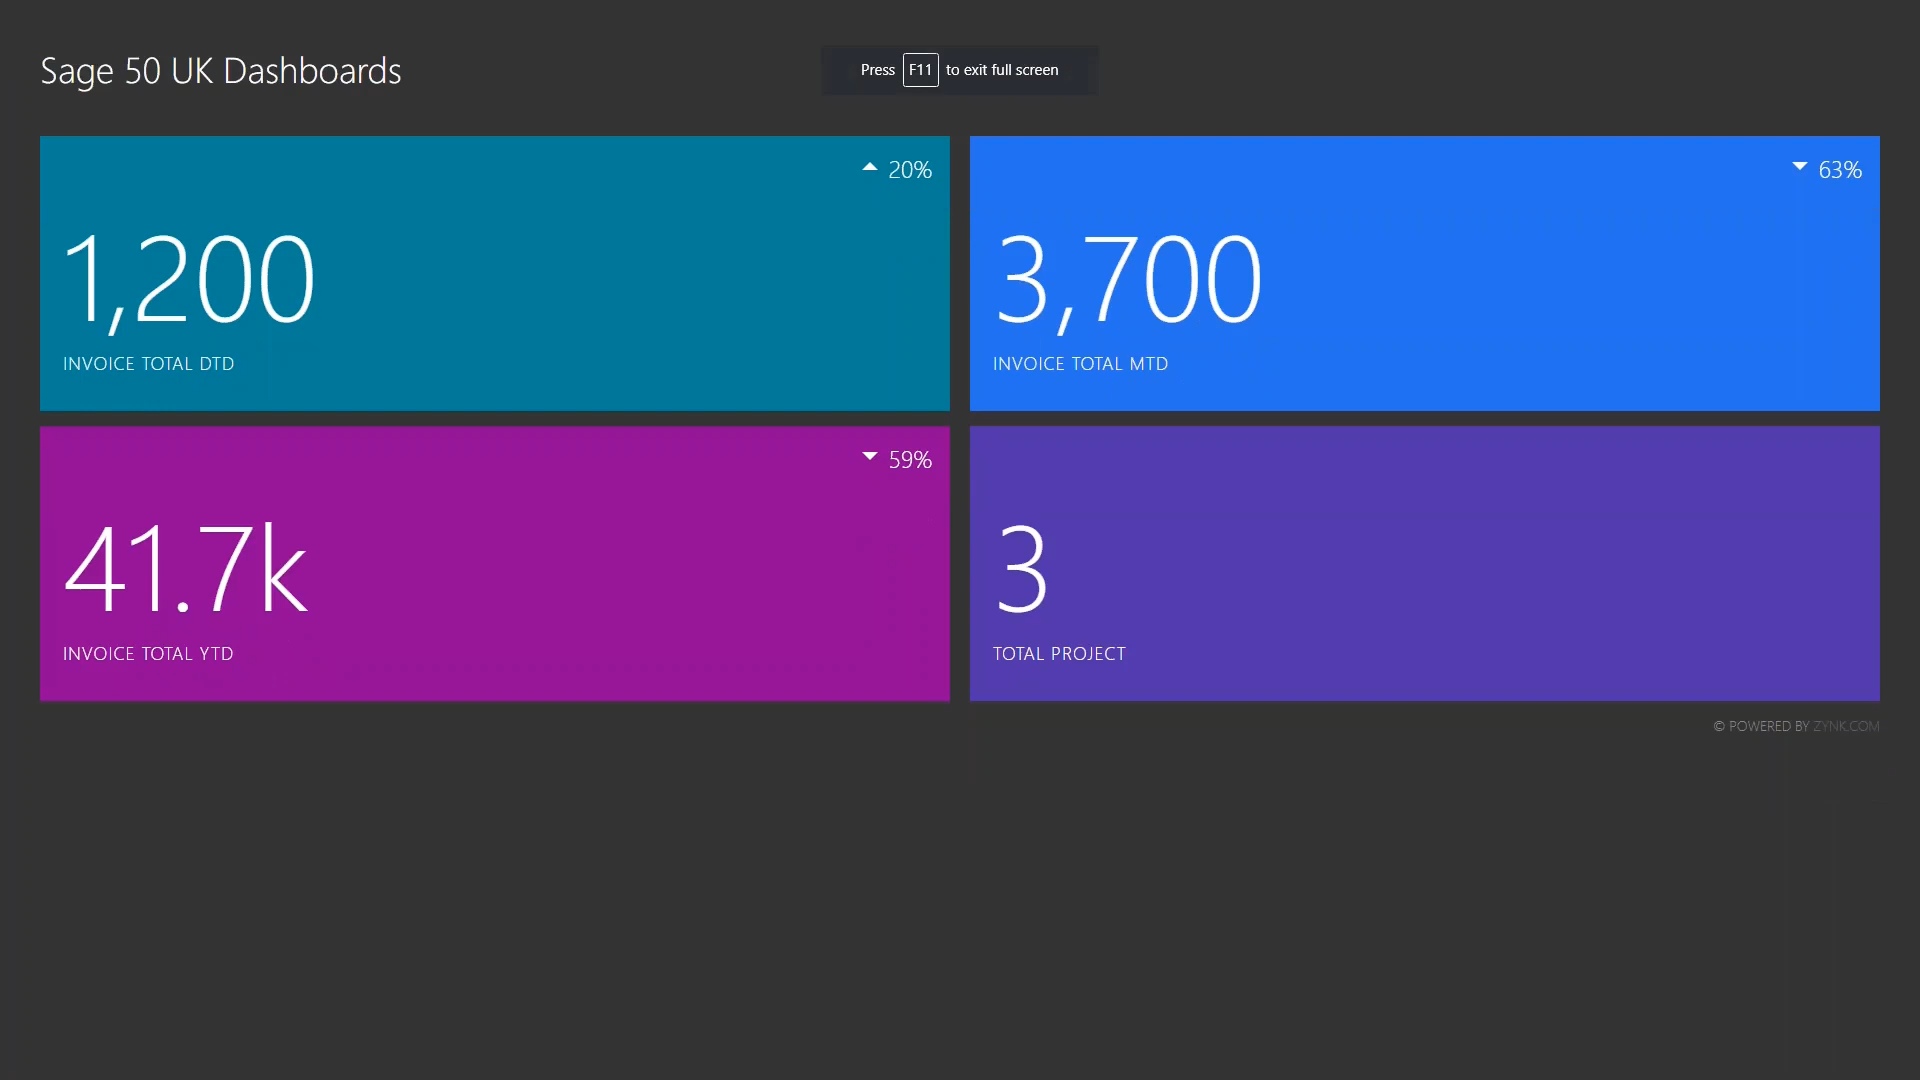 Sage 50 UK Dashboards
Press F11 to exit full screen
20%
1,200
INVOICE TOTAL DTD
63%
3,700
INVOICE TOTAL MTD
59%
41.7k
INVOICE TOTAL YTD
3
TOTAL PROJECT
© POWERED BY ZYNK.COM